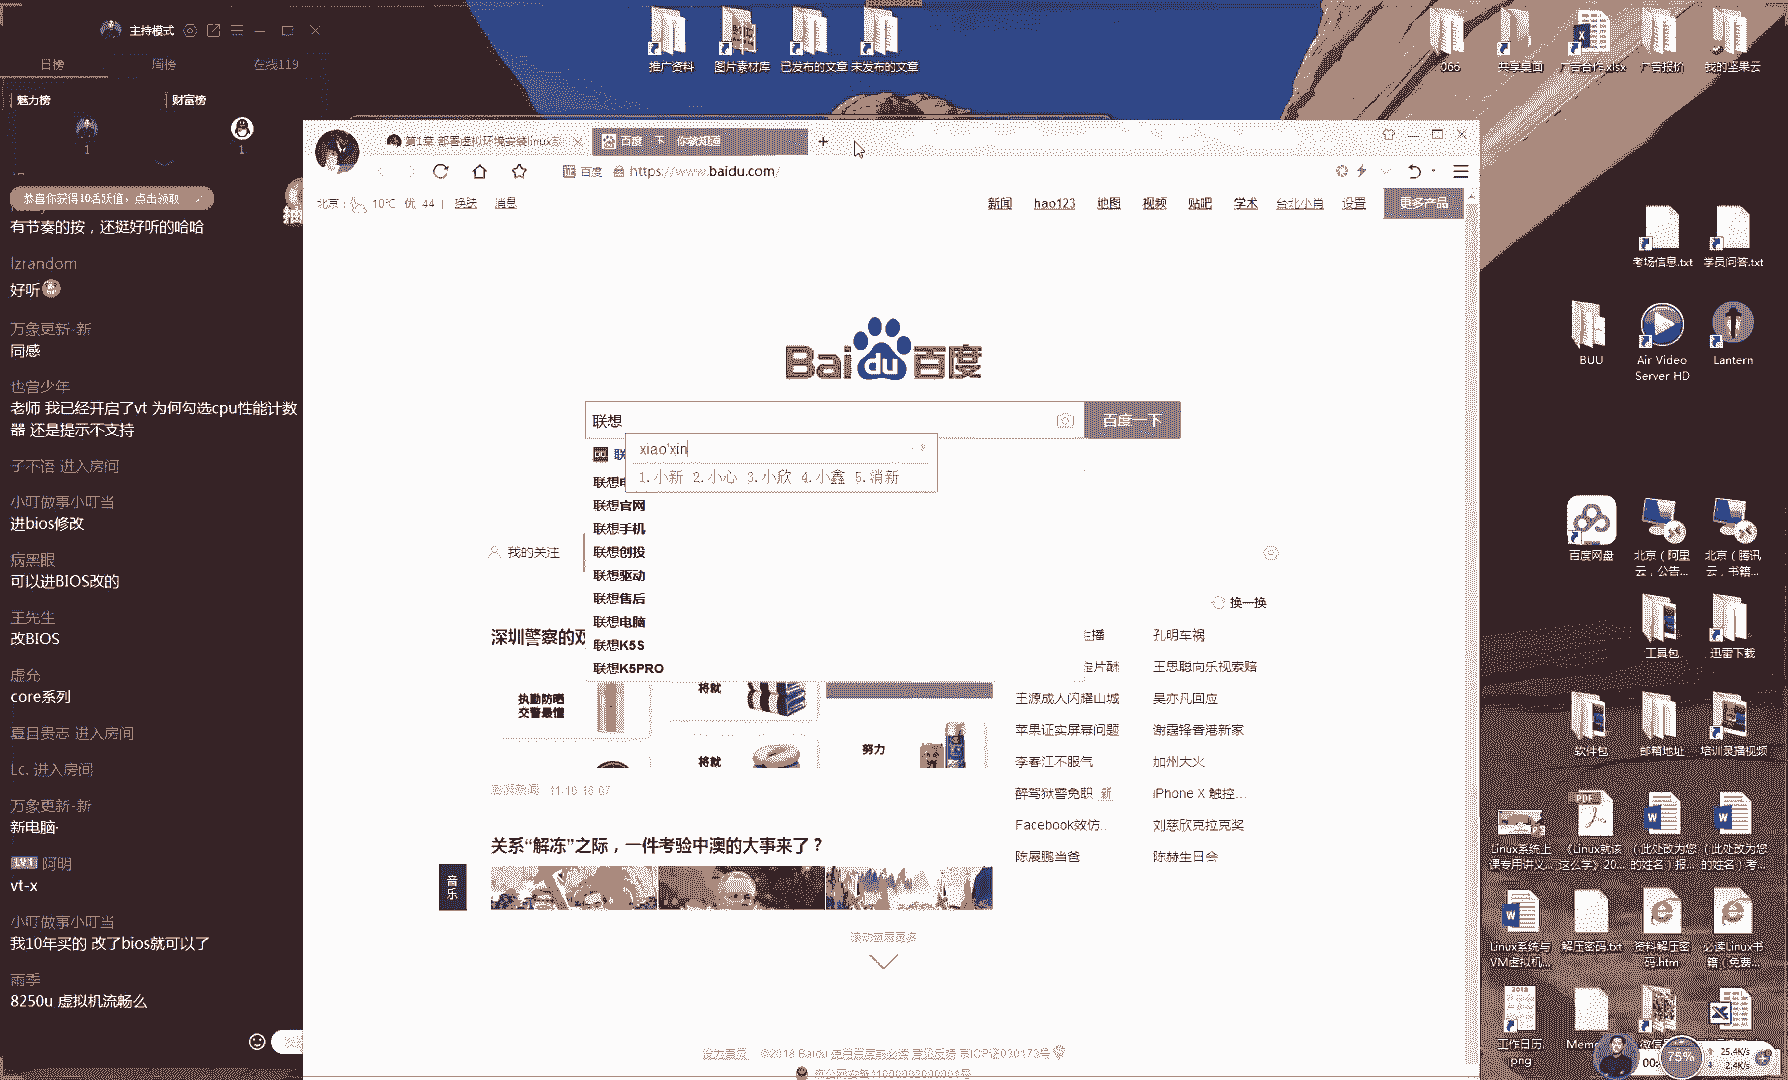 主持模式
日榜 周榜 在线119
魅力榜 财富榜
1 1
恭喜你获得10活跃值，点击领取
有节奏的按，还挺好听的哈哈
lzrandom
好听
万象更新-新
同感
也曾少年
老师 我已经开启了vt 为何勾选cpu性能计数
器 还是提示不支持
子不语 进入房间
小叮做事小叮当
进bios修改
病黑眼
可以进BIOS改的
王先生
改BIOS
虚允
core系列
夏目贵志 进入房间
Lc. 进入房间
万象更新-新
新电脑·
阿明
vt-x
小叮做事小叮当
我10年买的 改了bios就可以了
雨季
8250u 虚拟机流畅么
推广资料 图片素材库 已发布的文章 未发布的文章
066 共享桌面 广告合作.xlsx 广告报价 我的坚果云
第1章 部署虚拟环境安装linux系
百度一下，你就知道
证 百度 https://www.baidu.com/
北京： 10℃ 优 44 | 换肤 消息
新闻 hao123 地图 视频 贴吧 学术 台北小肖 设置 更多产品
Bai du 百度
联想
百度一下
xiao'xin
1.小新 2.小心 3.小欣 4.小鑫 5.消新
联想官网
联想手机
联想创投
联想驱动
联想售后
联想电脑
联想K5S
联想K5PRO
我的关注
换一换
深圳警察的
执勤防晒
交警最懂
将就
将就
努力
孔明车祸
王思聪向乐视索赔
王源成人闪耀山城 吴亦凡回应
苹果证实屏幕问题 谢霆锋香港新家
李春江不服气 加州大火
醉驾狱警免职 新 iPhone X 触控...
Facebook效仿.. 刘慈欣克拉克奖
陈展鹏当爸 陈赫生日会
关系“解冻”之际，一件考验中澳的大事来了？
音乐
滚动查看更多
©2018 Baidu 使用百度前必读 意见反馈 京ICP证030173号
考场信息.txt 学员问答.txt
BUU Air Video Server HD Lantern
百度网盘 北京（阿里云，公告... 北京（腾讯云，书籍...
工具包 迅雷下载
软件包 邮箱地址 培训录播视频
Linux系统上课专用讲义... 《Linux就该这么学》20... （此处改为您的姓名）报... （此处改为您的姓名）考...
Linux系统与VM虚拟机... 解压密码.txt 资料解压密码.htm 必读Linux书籍（免费...
工作日历.png
75%
25.4K/s
2.4K/s